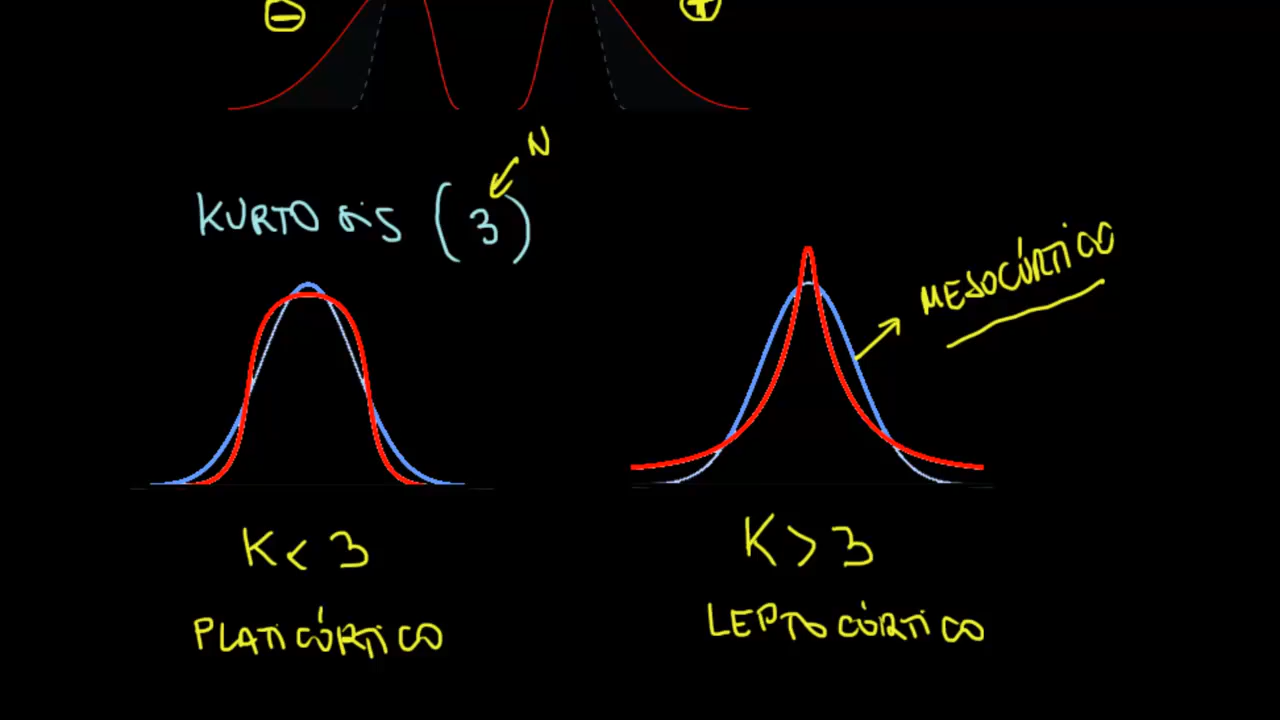 − +
N
KURTOSIS (3)
MESOCÚRTICO
K < 3
K > 3
PLATICÚRTICO
LEPTOCÚRTICO